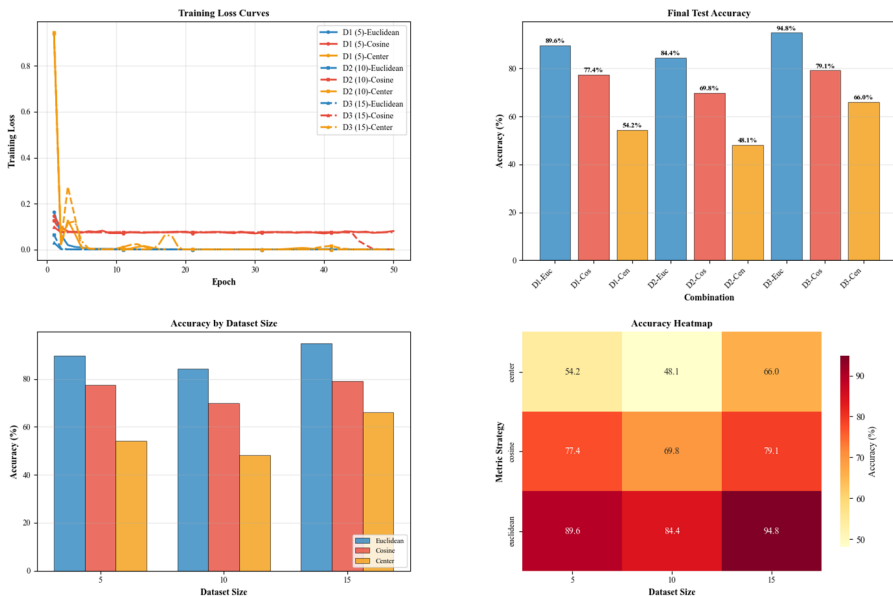 Training Loss Curves
D1 (5)-Euclidean
D1 (5)-Cosine
D1 (5)-Center
D2 (10)-Euclidean
D2 (10)-Cosine
D2 (10)-Center
D3 (15)-Euclidean
D3 (15)-Cosine
D3 (15)-Center
Training Loss
0.8
0.6
0.4
0.2
0.0
0
10
20
30
40
50
Epoch
Final Test Accuracy
Accuracy (%)
80
60
40
20
0
89.6%
77.4%
54.2%
84.4%
69.8%
48.1%
94.8%
79.1%
66.0%
D1-Euc
D1-Cos
D1-Cen
D2-Euc
D2-Cos
D2-Cen
D3-Euc
D3-Cos
D3-Cen
Combination
Accuracy by Dataset Size
Accuracy (%)
80
60
40
20
0
5
10
15
Dataset Size
Euclidean
Cosine
Center
Accuracy Heatmap
Metric Strategy
center
54.2
48.1
66.0
cosine
77.4
69.8
79.1
euclidean
89.6
84.4
94.8
5
10
15
Dataset Size
90
80
70
60
50
Accuracy (%)